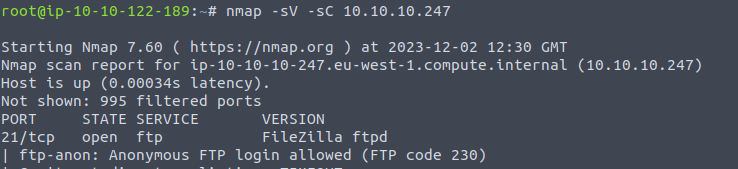 root@ip-10-10-122-189:~# nmap -sV -sC 10.10.10.247
Starting Nmap 7.60 ( https://nmap.org ) at 2023-12-02 12:30 GMT
Nmap scan report for ip-10-10-10-247.eu-west-1.compute.internal (10.10.10.247)
Host is up (0.00034s latency).
Not shown: 995 filtered ports
PORT     STATE SERVICE       VERSION
21/tcp   open  ftp           FileZilla ftpd
| ftp-anon: Anonymous FTP login allowed (FTP code 230)